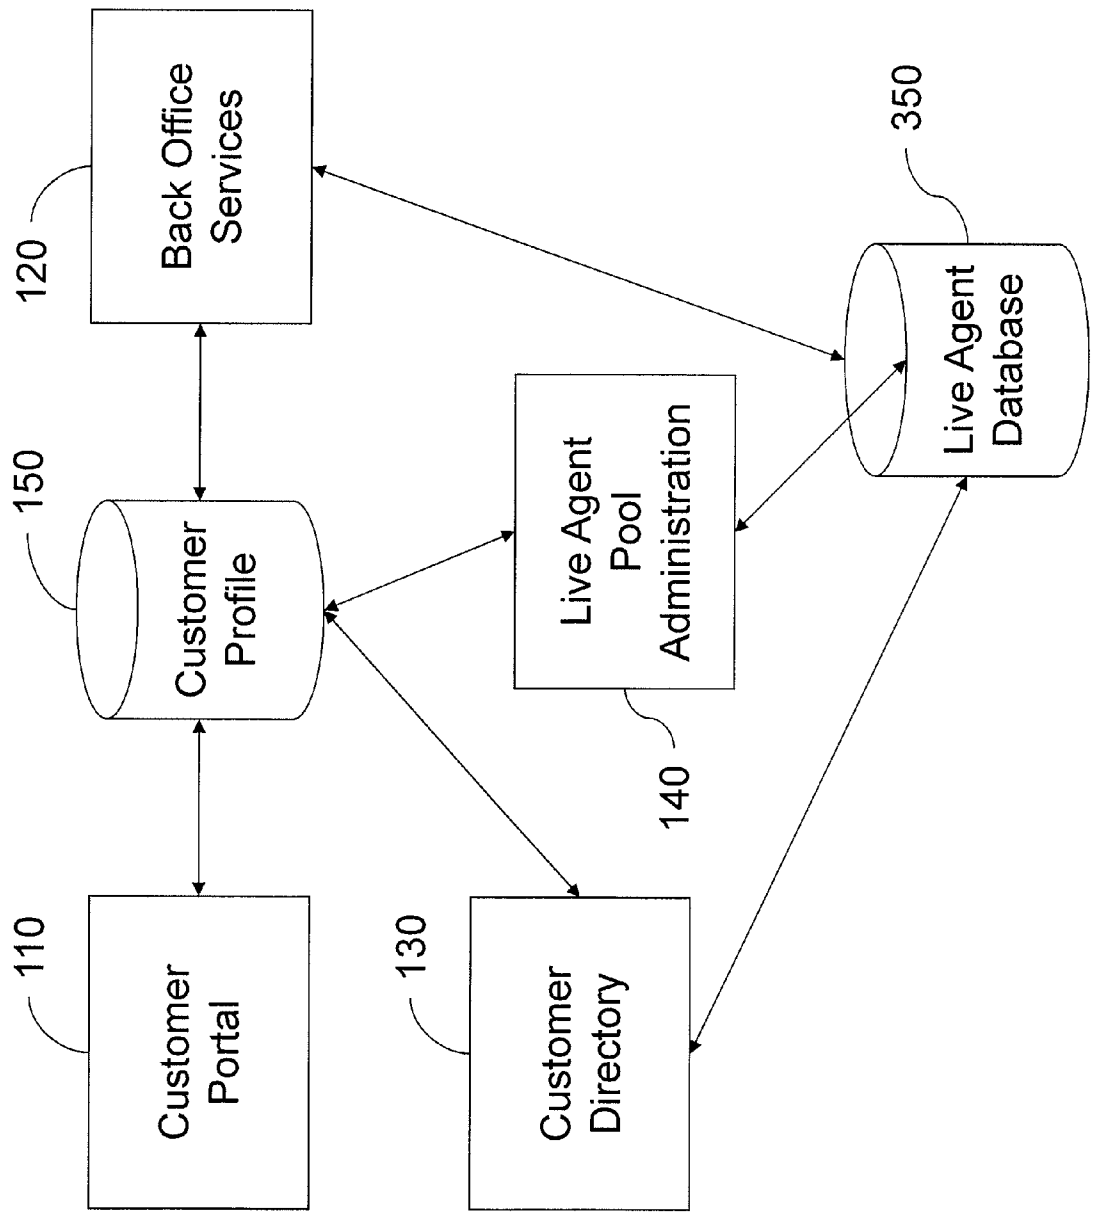 110
Customer
Portal
150
Customer
Profile
120
Back Office
Services
130
Customer
Directory
140
Live Agent
Pool
Administration
350
Live Agent
Database